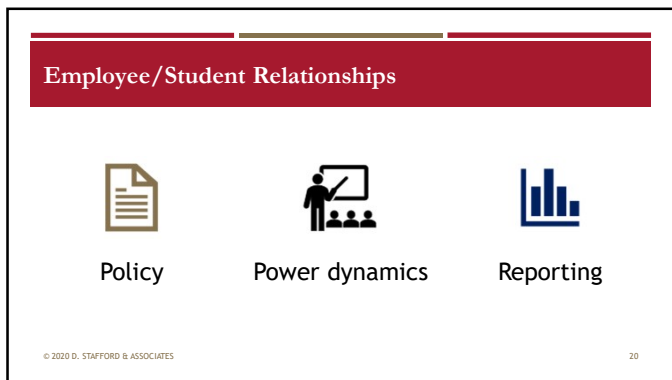 Employee/Student Relationships
Policy
Power dynamics
Reporting
© 2020 D. STAFFORD & ASSOCIATES
20